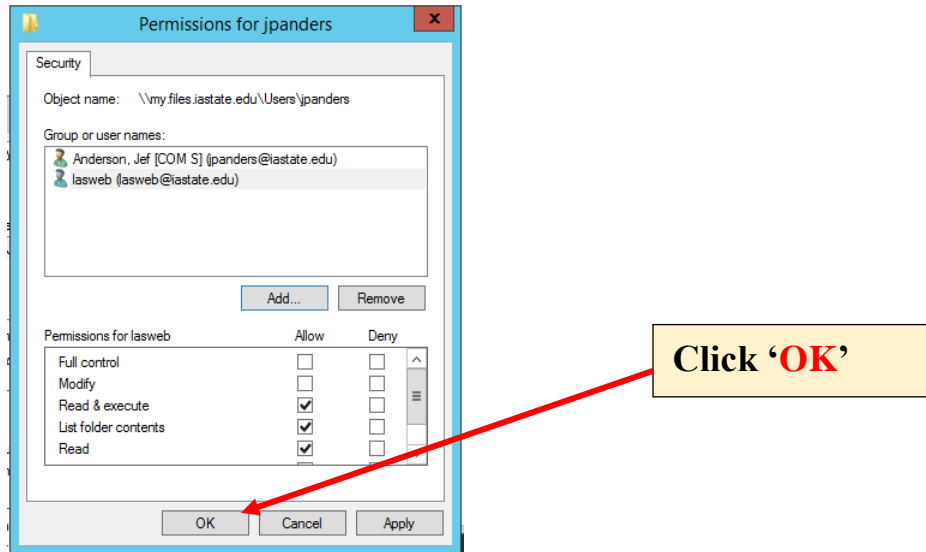 Permissions for jpanders
x
Security
Object name: \\my.files.iastate.edu\Users\jpanders
Group or user names:
Anderson, Jef [COM S] (jpanders@iastate.edu)
lasweb (lasweb@iastate.edu)
Add... Remove
Permissions for lasweb Allow Deny
Full control
Modify
Read & execute
List folder contents
Read
OK Cancel Apply
Click ‘OK’